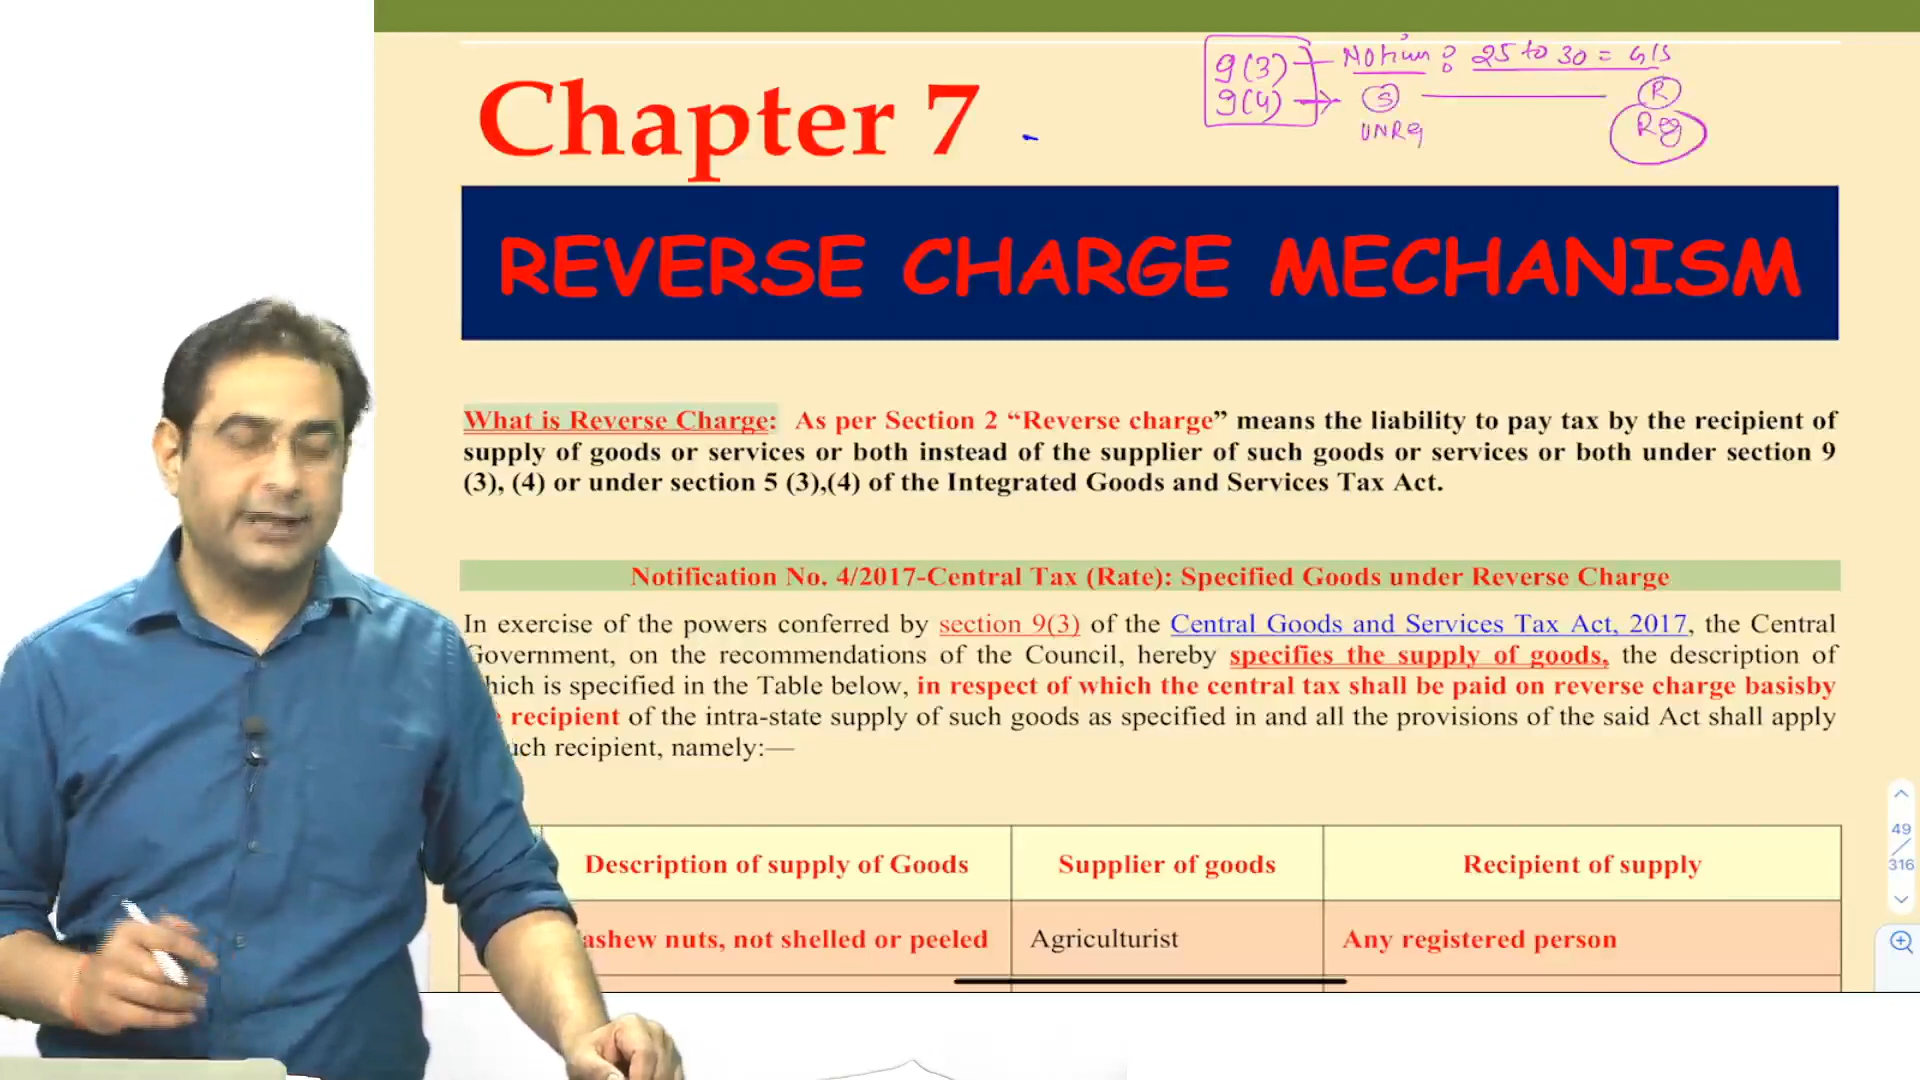 9(3) Notion : 25 to 30 = G/S
9(4) S R
UNReg Reg
Chapter 7
REVERSE CHARGE MECHANISM
What is Reverse Charge: As per Section 2 “Reverse charge” means the liability to pay tax by the recipient of
supply of goods or services or both instead of the supplier of such goods or services or both under section 9
(3), (4) or under section 5 (3),(4) of the Integrated Goods and Services Tax Act.
Notification No. 4/2017-Central Tax (Rate): Specified Goods under Reverse Charge
In exercise of the powers conferred by section 9(3) of the Central Goods and Services Tax Act, 2017, the Central
Government, on the recommendations of the Council, hereby specifies the supply of goods, the description of
hich is specified in the Table below, in respect of which the central tax shall be paid on reverse charge basisby
recipient of the intra-state supply of such goods as specified in and all the provisions of the said Act shall apply
uch recipient, namely:—
Description of supply of Goods Supplier of goods Recipient of supply
ashew nuts, not shelled or peeled Agriculturist Any registered person
49
316